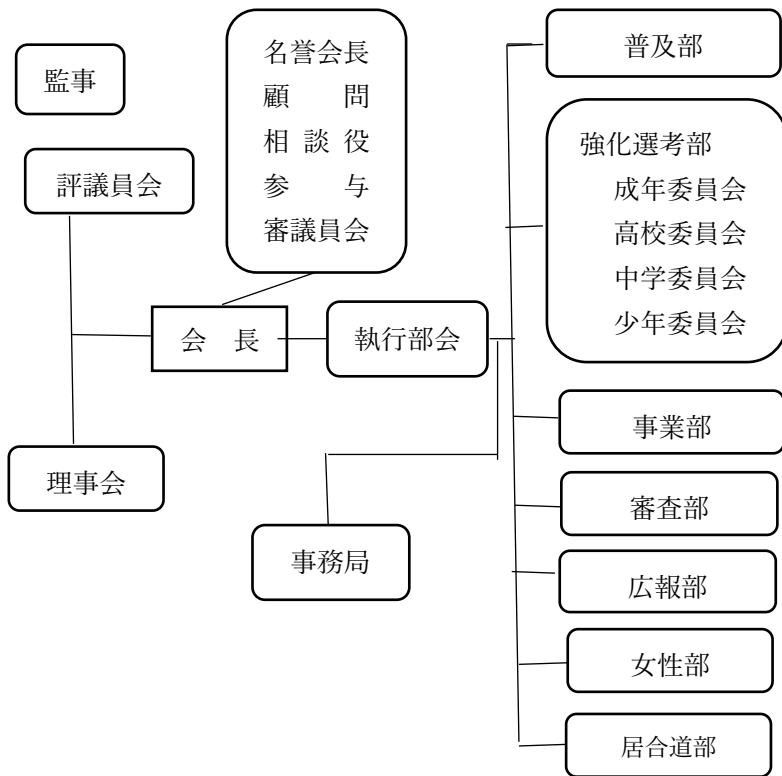 監事
評議員会
名誉会長
顧　　問
相 談 役
参　　与
審議員会
会　長
執行部会
理事会
事務局
普及部
強化選考部
成年委員会
高校委員会
中学委員会
少年委員会
事業部
審査部
広報部
女性部
居合道部